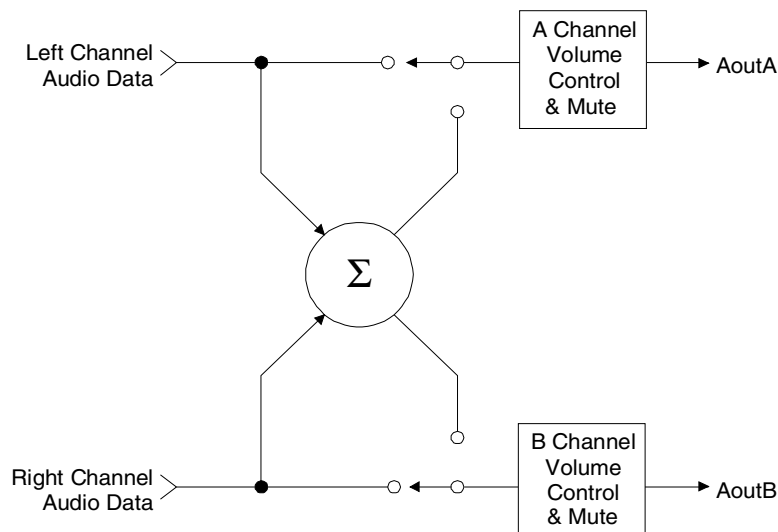 Left Channel
Audio Data
A Channel
Volume
Control
& Mute
AoutA
Σ
Right Channel
Audio Data
B Channel
Volume
Control
& Mute
AoutB